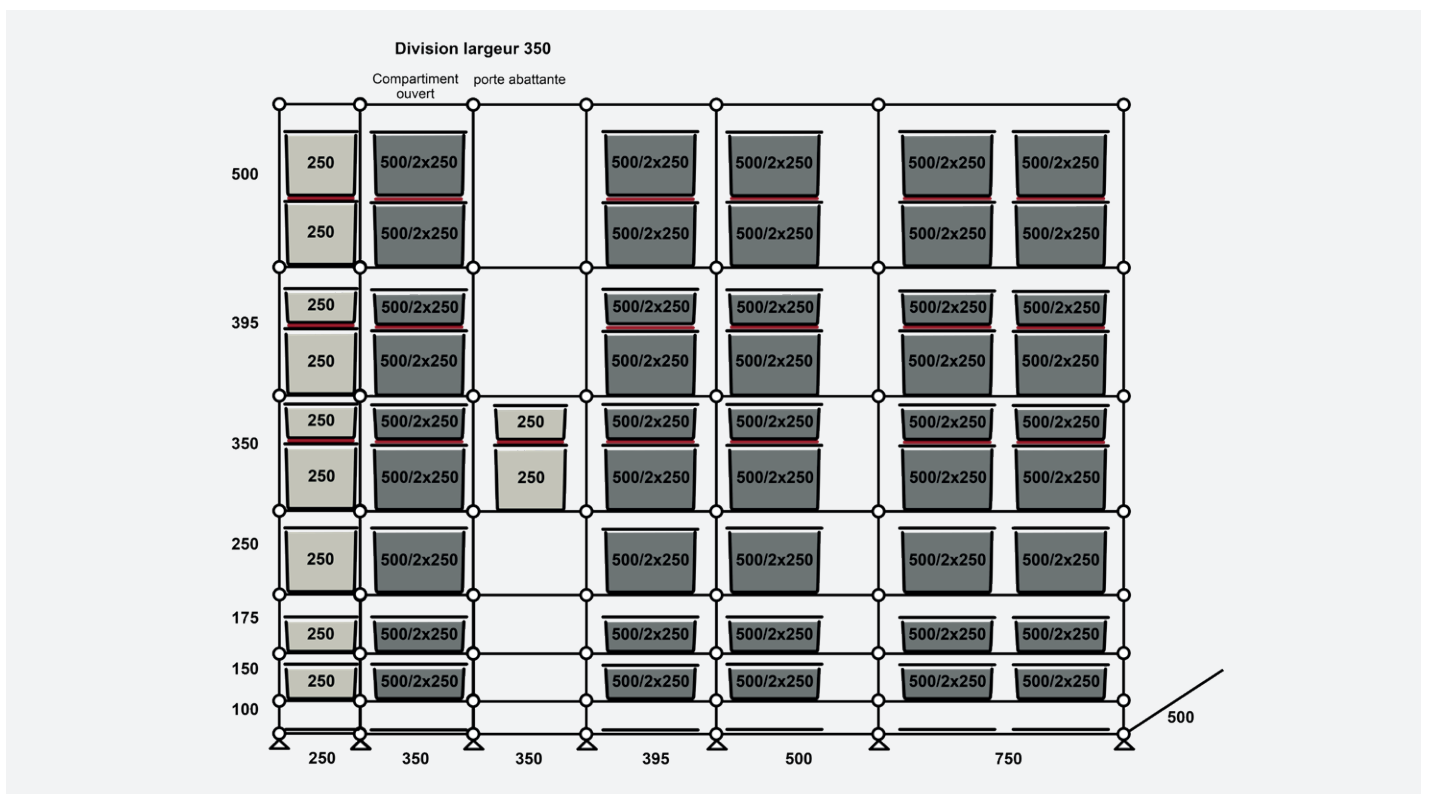 Division largeur 350
Compartiment porte abattante
ouvert
250 500/2x250 500/2x250 500/2x250 500/2x250 500/2x250
500
250 500/2x250 500/2x250 500/2x250 500/2x250 500/2x250
250 500/2x250 500/2x250 500/2x250 500/2x250 500/2x250
395
250 500/2x250 500/2x250 500/2x250 500/2x250 500/2x250
250 500/2x250 250 500/2x250 500/2x250 500/2x250 500/2x250
350
250 500/2x250 250 500/2x250 500/2x250 500/2x250 500/2x250
250
250 500/2x250 500/2x250 500/2x250 500/2x250 500/2x250
175
250 500/2x250 500/2x250 500/2x250 500/2x250 500/2x250
150
250 500/2x250 500/2x250 500/2x250 500/2x250 500/2x250
100
500
250 350 350 395 500 750